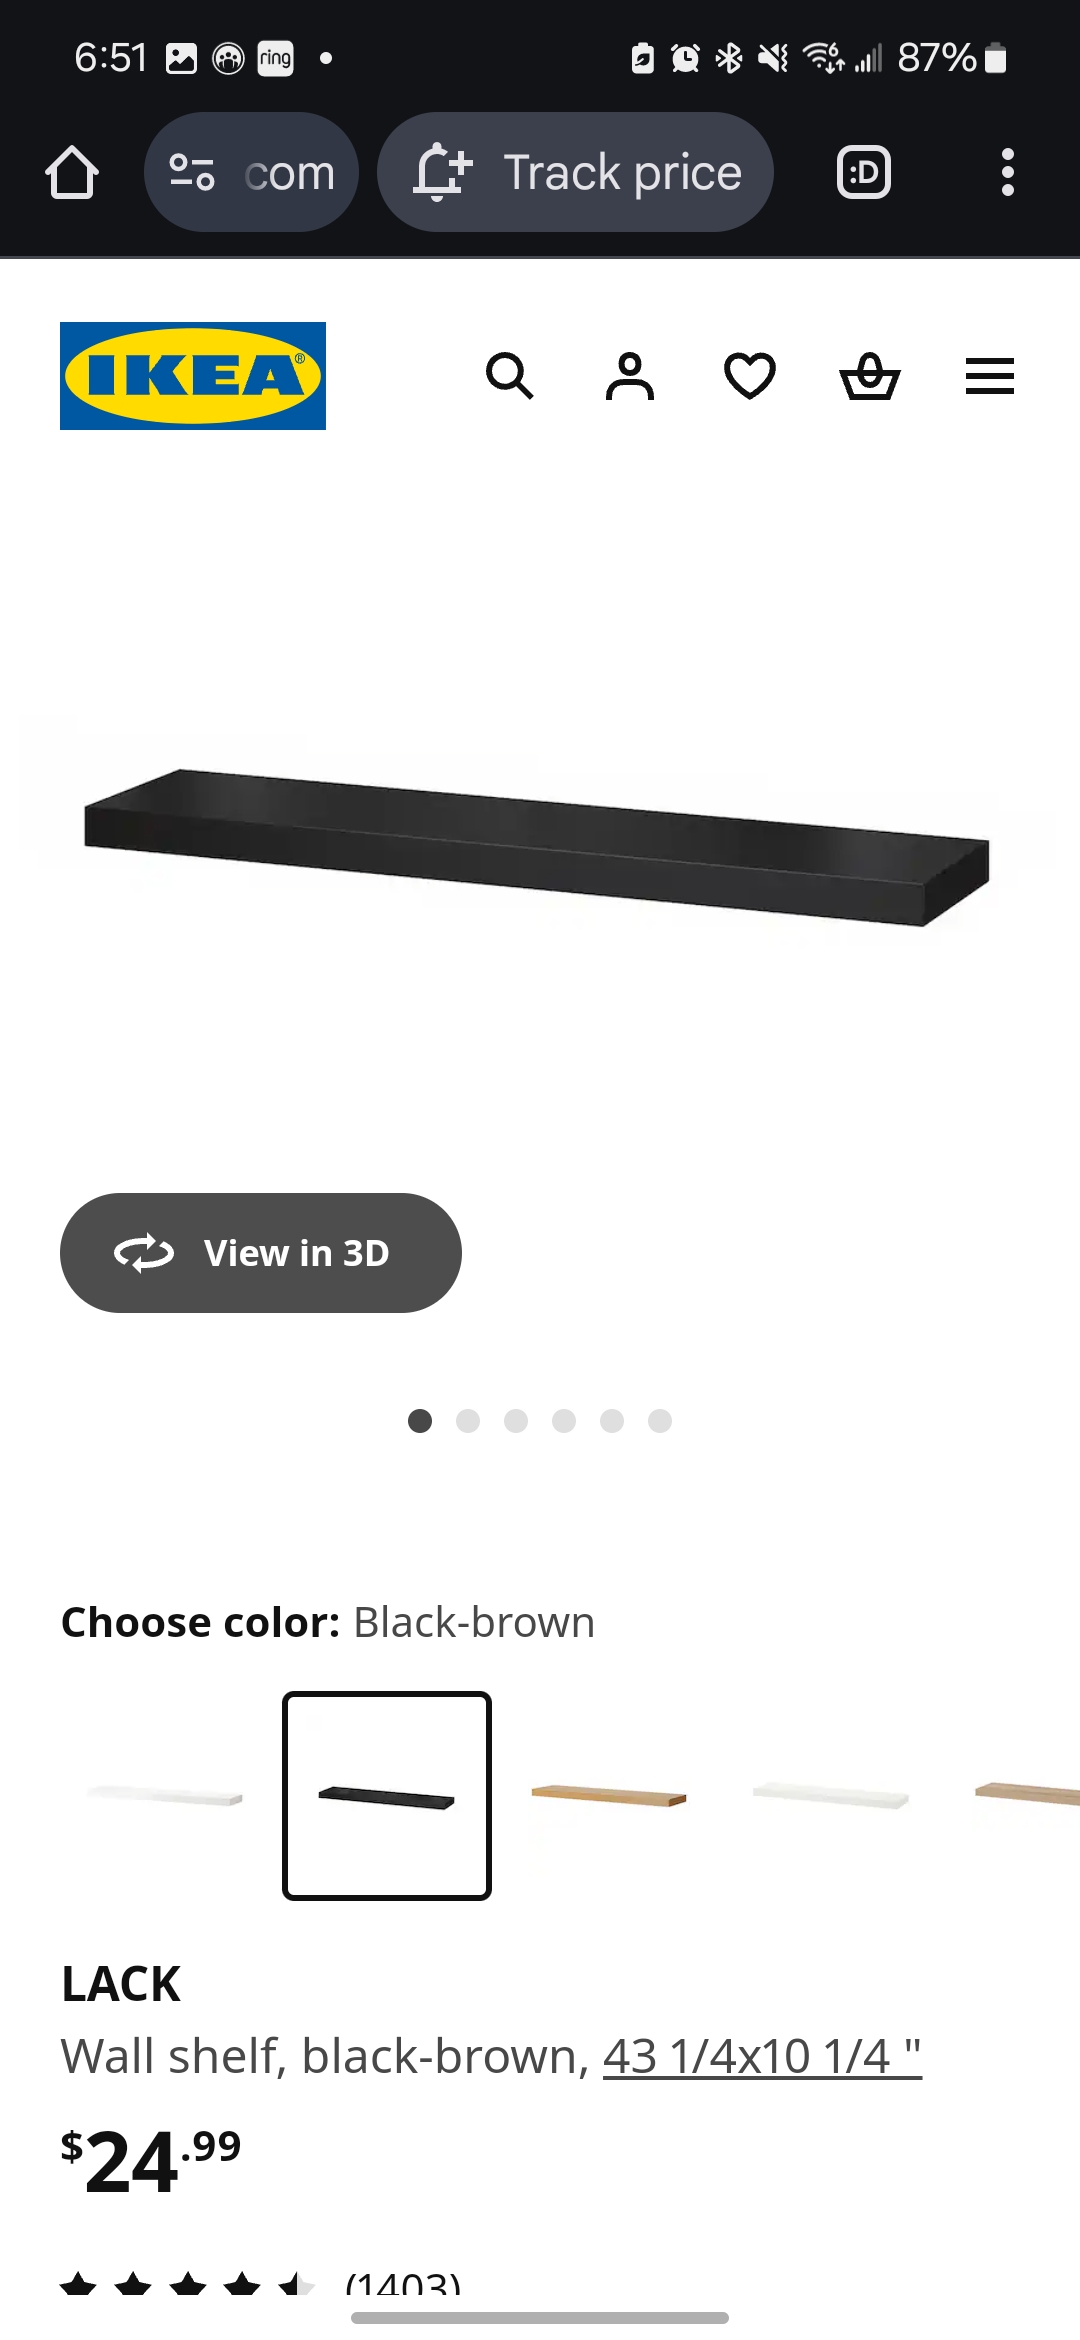 6:51 ring 87%
com Track price :D
IKEA®
View in 3D
Choose color: Black-brown
LACK
Wall shelf, black-brown, 43 1/4x10 1/4 "
$24.99
(1403)